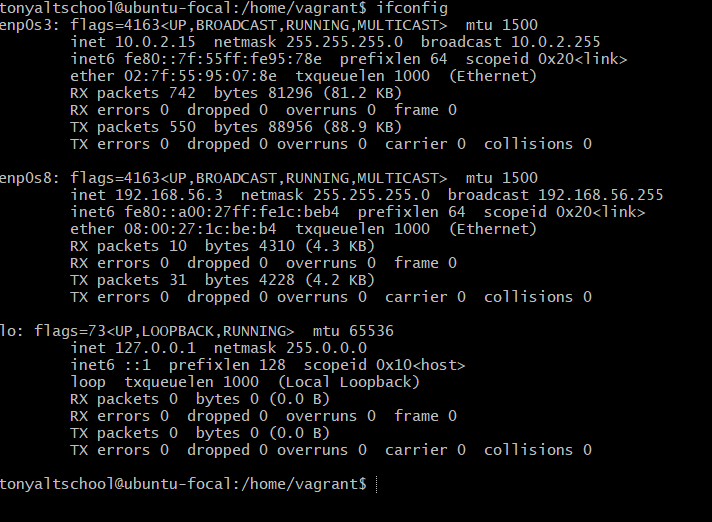 tonyaltschool@ubuntu-focal:/home/vagrant$ ifconfig
enp0s3: flags=4163<UP,BROADCAST,RUNNING,MULTICAST>  mtu 1500
        inet 10.0.2.15  netmask 255.255.255.0  broadcast 10.0.2.255
        inet6 fe80::7f:55ff:fe95:78e  prefixlen 64  scopeid 0x20<link>
        ether 02:7f:55:95:07:8e  txqueuelen 1000  (Ethernet)
        RX packets 742  bytes 81296 (81.2 KB)
        RX errors 0  dropped 0  overruns 0  frame 0
        TX packets 550  bytes 88956 (88.9 KB)
        TX errors 0  dropped 0 overruns 0  carrier 0  collisions 0
enp0s8: flags=4163<UP,BROADCAST,RUNNING,MULTICAST>  mtu 1500
        inet 192.168.56.3  netmask 255.255.255.0  broadcast 192.168.56.255
        inet6 fe80::a00:27ff:fe1c:beb4  prefixlen 64  scopeid 0x20<link>
        ether 08:00:27:1c:be:b4  txqueuelen 1000  (Ethernet)
        RX packets 10  bytes 4310 (4.3 KB)
        RX errors 0  dropped 0  overruns 0  frame 0
        TX packets 31  bytes 4228 (4.2 KB)
        TX errors 0  dropped 0 overruns 0  carrier 0  collisions 0
lo: flags=73<UP,LOOPBACK,RUNNING>  mtu 65536
        inet 127.0.0.1  netmask 255.0.0.0
        inet6 ::1  prefixlen 128  scopeid 0x10<host>
        loop  txqueuelen 1000  (Local Loopback)
        RX packets 0  bytes 0 (0.0 B)
        RX errors 0  dropped 0  overruns 0  frame 0
        TX packets 0  bytes 0 (0.0 B)
        TX errors 0  dropped 0 overruns 0  carrier 0  collisions 0
tonyaltschool@ubuntu-focal:/home/vagrant$